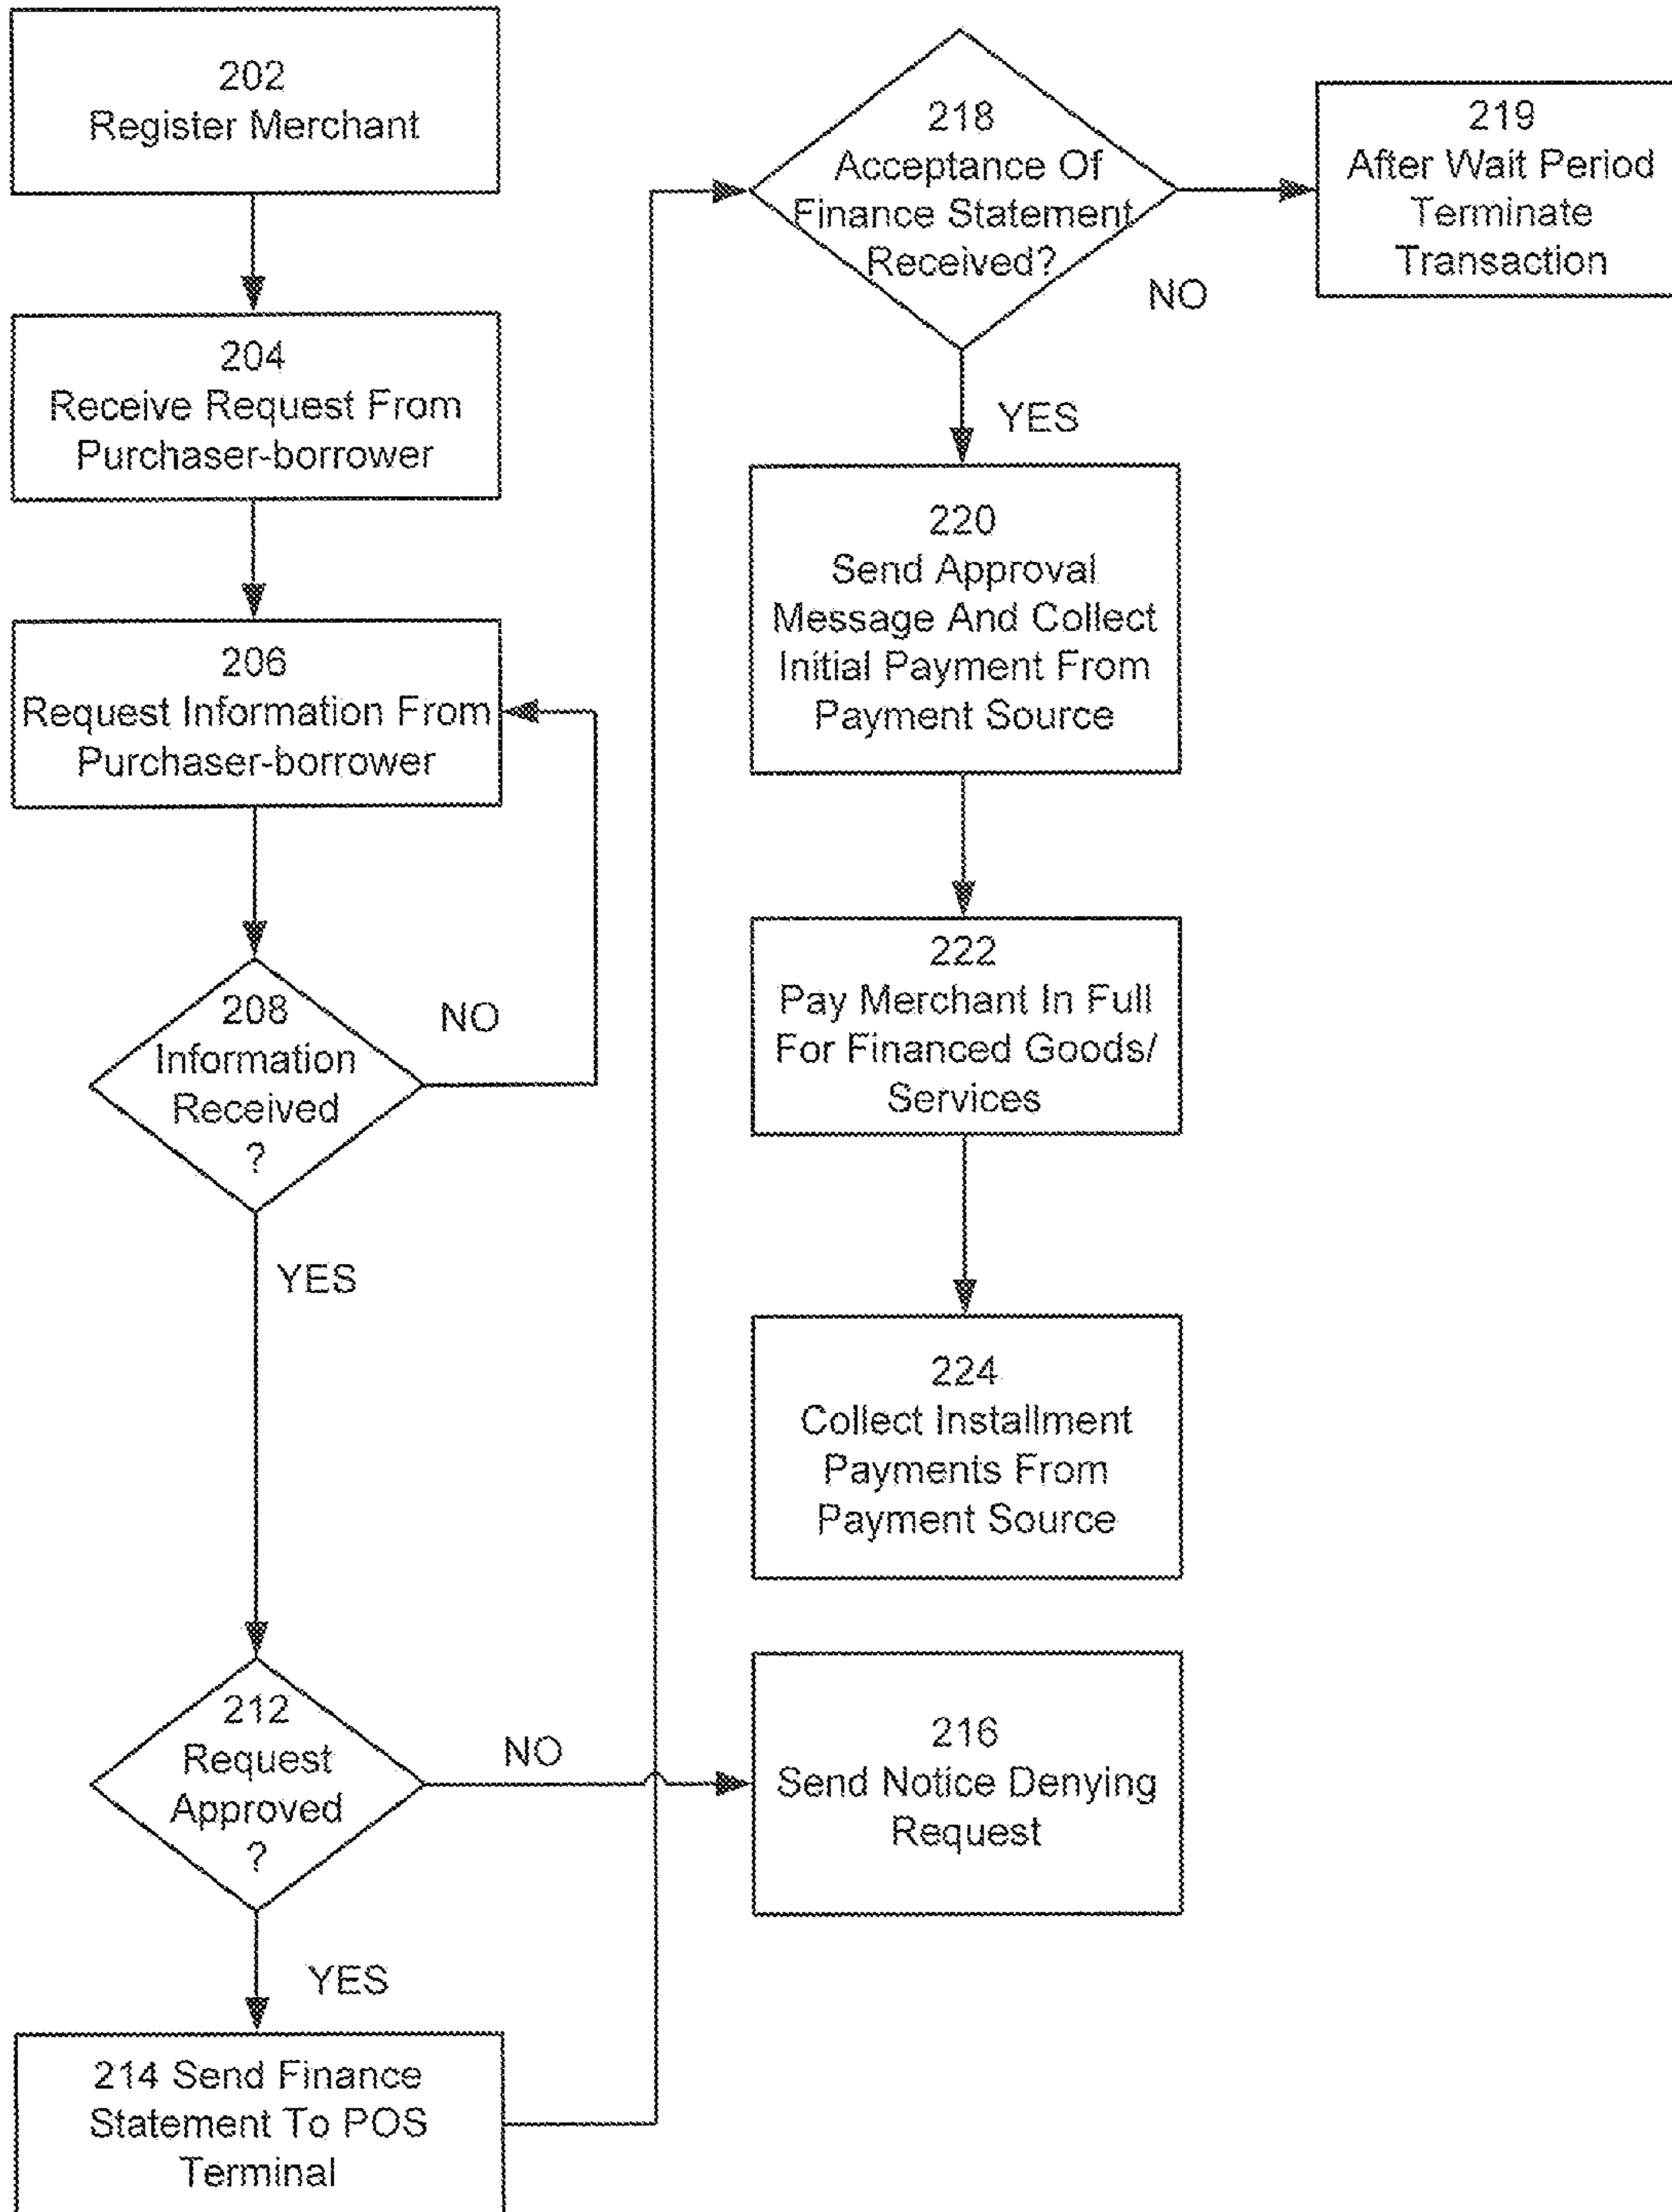 202
Register Merchant
204
Receive Request From
Purchaser-borrower
206
Request Information From
Purchaser-borrower
208
Information
Received
?
NO
YES
212
Request
Approved
?
NO
YES
214 Send Finance
Statement To POS
Terminal
216
Send Notice Denying
Request
218
Acceptance Of
Finance Statement
Received?
NO
YES
219
After Wait Period
Terminate
Transaction
220
Send Approval
Message And Collect
Initial Payment From
Payment Source
222
Pay Merchant In Full
For Financed Goods/
Services
224
Collect Installment
Payments From
Payment Source